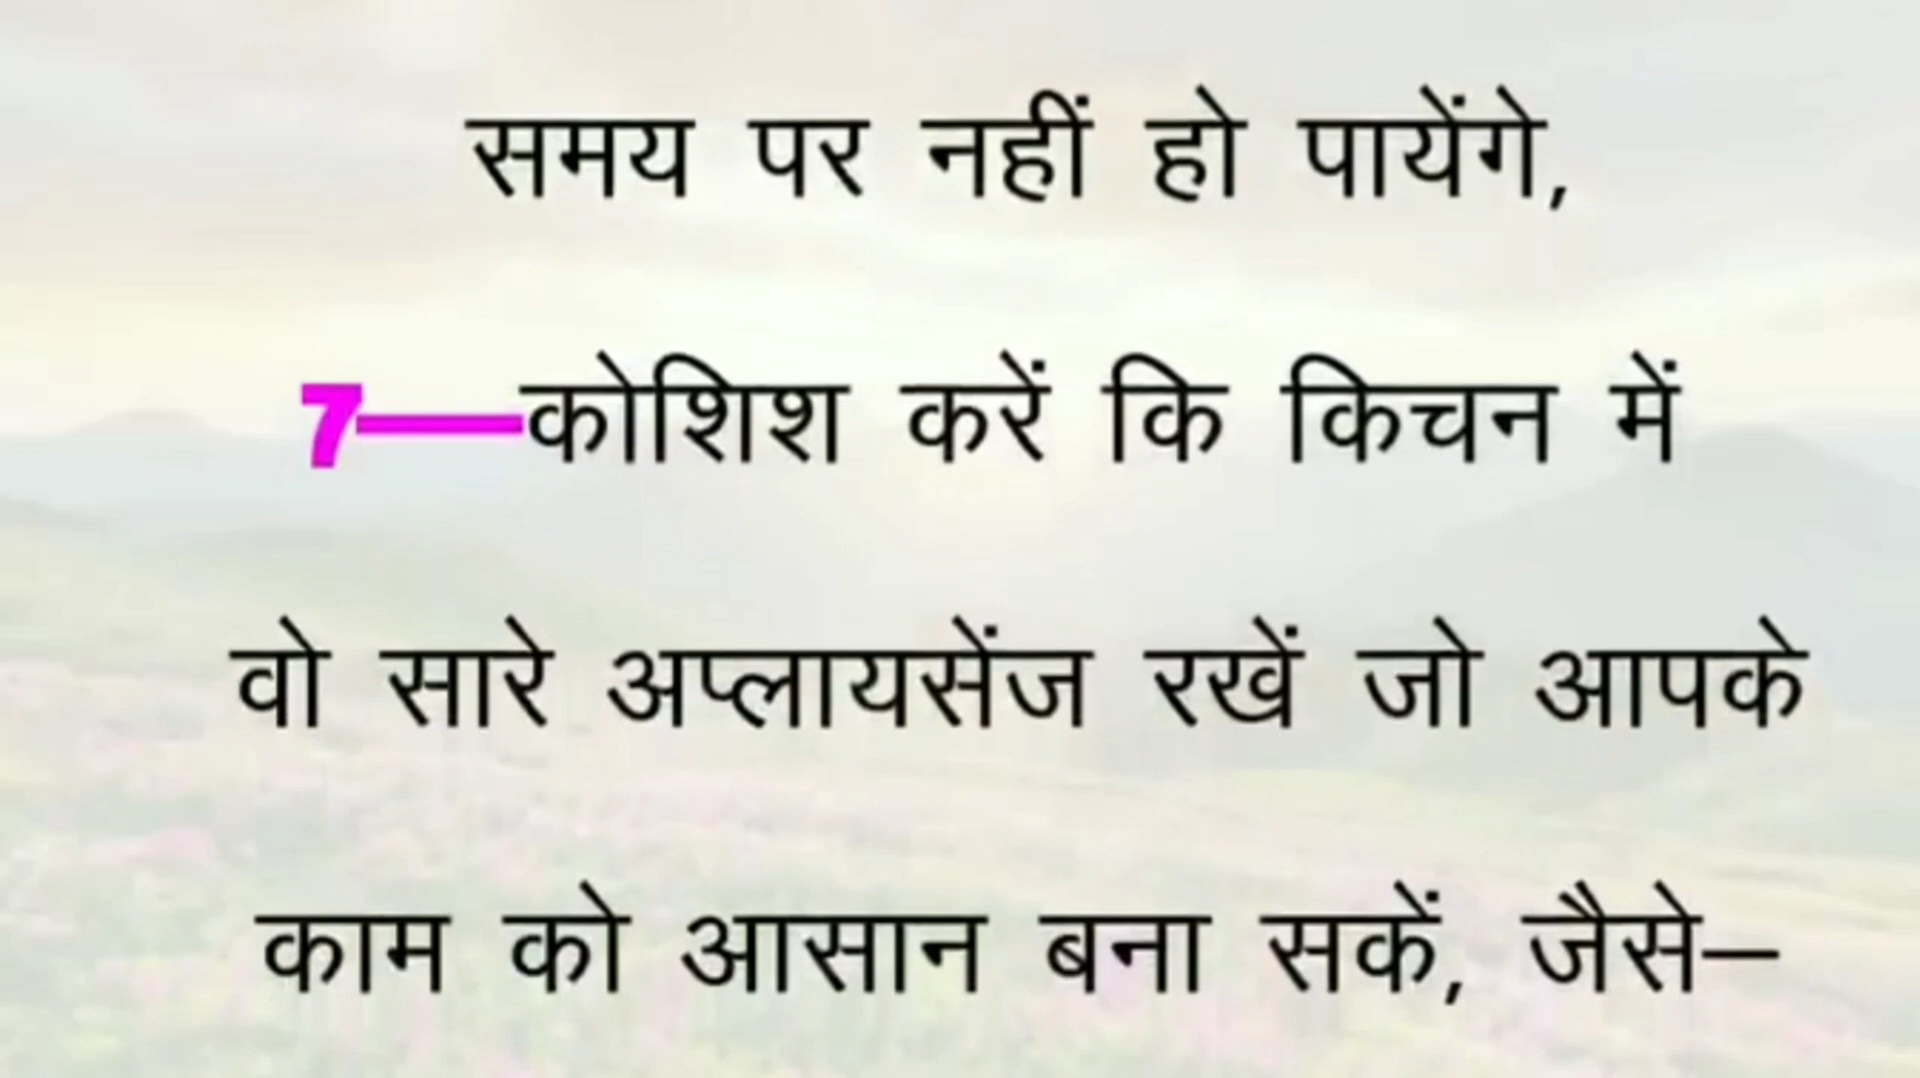 समय पर नहीं हो पायेंगे,
7—कोशिश करें कि किचन में
वो सारे अप्लायसेंज रखें जो आपके
काम को आसान बना सकें, जैसे–